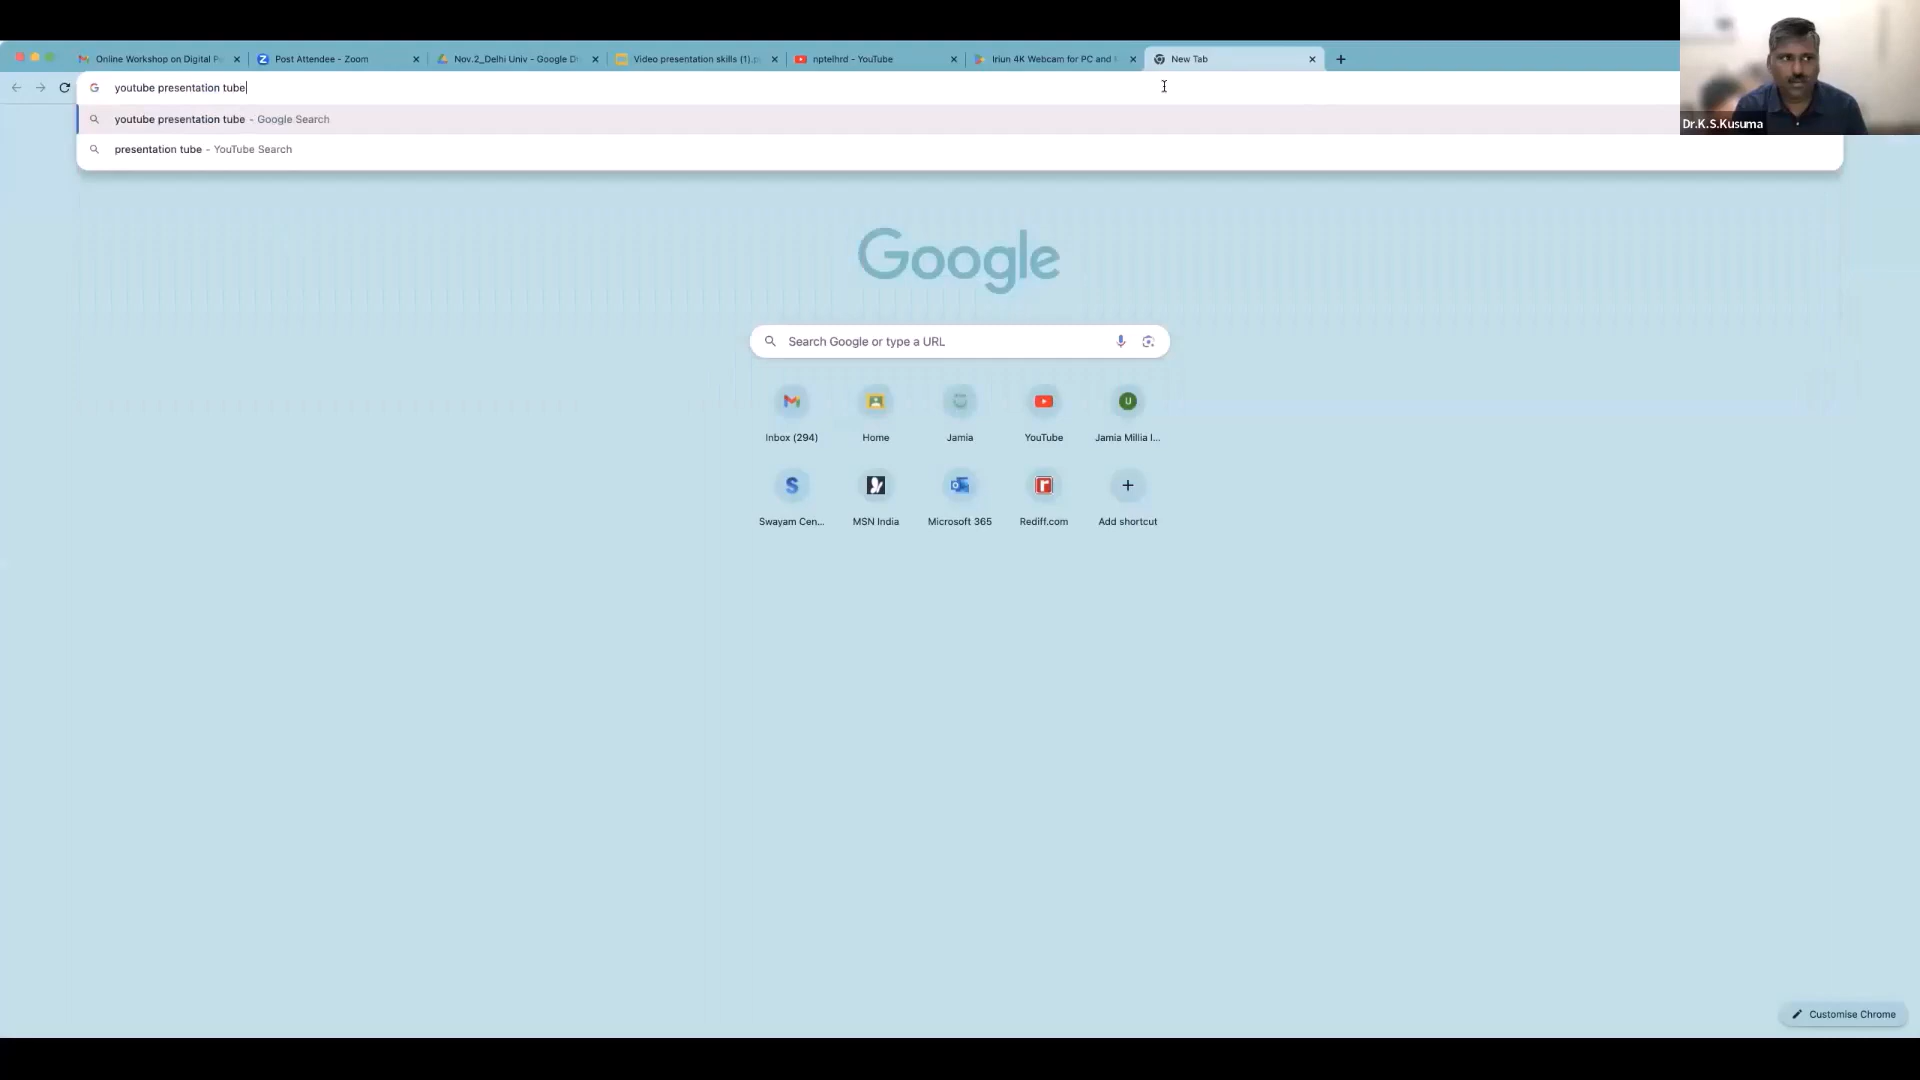 Online Workshop on Digital P
Post Attendee - Zoom
Nov.2_Delhi Univ - Google D
Video presentation skills (1).p
nptelhrd - YouTube
Iriun 4K Webcam for PC and
New Tab
youtube presentation tube
youtube presentation tube - Google Search
presentation tube - YouTube Search
Dr.K.S.Kusuma
Google
Search Google or type a URL
Inbox (294)
Home
Jamia
YouTube
U
Jamia Millia I...
S
Swayam Cen...
MSN India
Microsoft 365
Rediff.com
Add shortcut
Customise Chrome